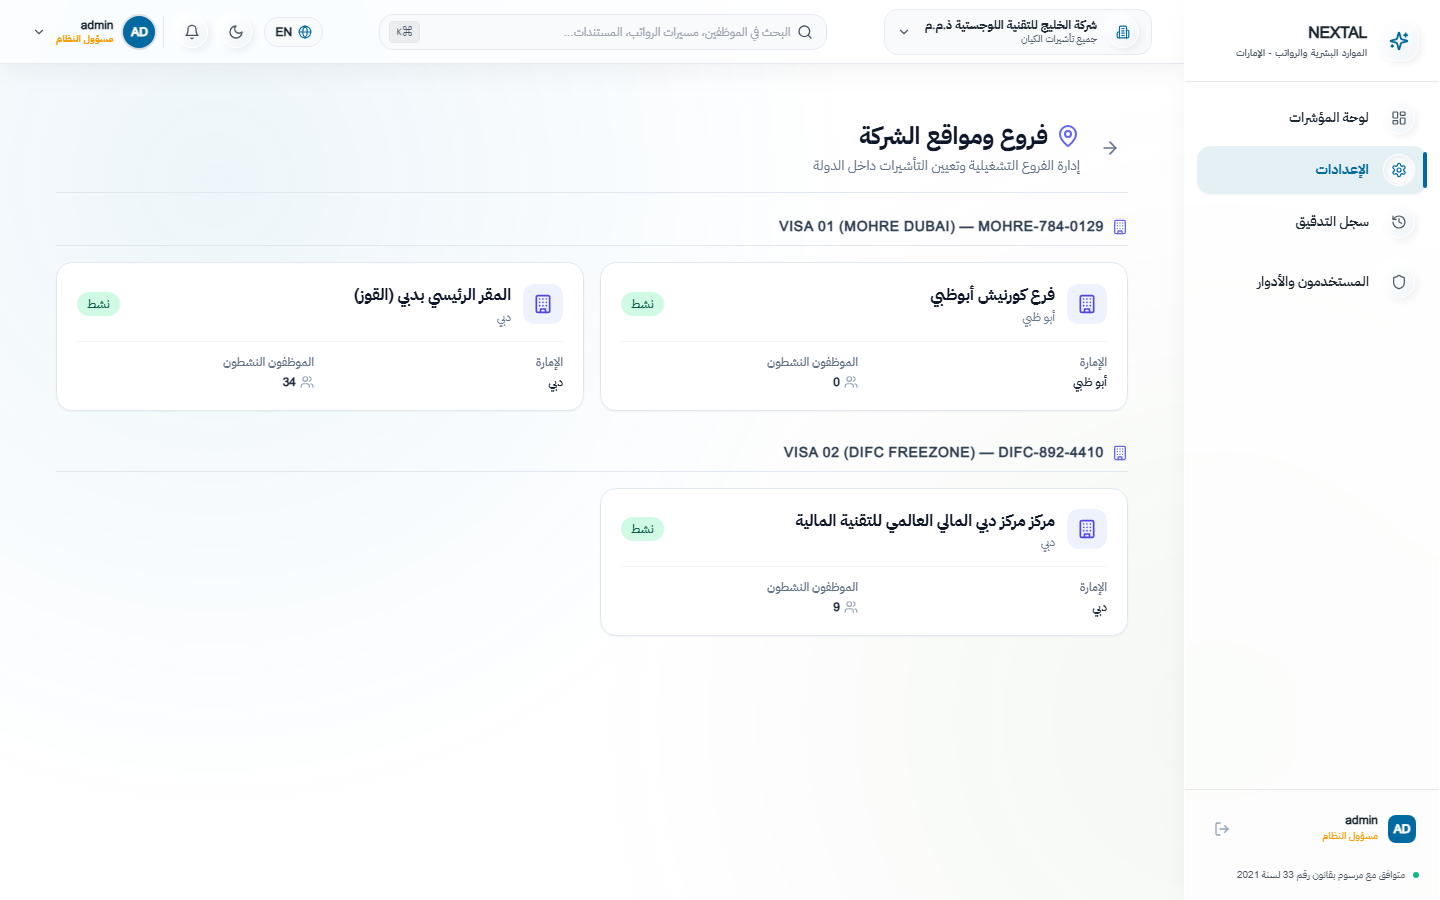 NEXTAL
الموارد البشرية والرواتب - الإمارات
لوحة المؤشرات
الإعدادات
سجل التدقيق
المستخدمون والأدوار
admin
AD
مسؤول النظام
متوافق مع مرسوم بقانون رقم 33 لسنة 2021
شركة الخليج للتقنية اللوجستية ذ.م.م
جميع تأشيرات الكيان
البحث في الموظفين، مسيرات الرواتب، المستندات...
⌘K
EN
AD
admin
مسؤول النظام
فروع ومواقع الشركة
إدارة الفروع التشغيلية وتعيين التأشيرات داخل الدولة
VISA 01 (MOHRE DUBAI) — MOHRE-784-0129
فرع كورنيش أبوظبي
أبو ظبي
نشط
الإمارة
أبو ظبي
الموظفون النشطون
0
المقر الرئيسي بدبي (القوز)
دبي
نشط
الإمارة
دبي
الموظفون النشطون
34
VISA 02 (DIFC FREEZONE) — DIFC-892-4410
مركز مركز دبي المالي العالمي للتقنية المالية
دبي
نشط
الإمارة
دبي
الموظفون النشطون
9